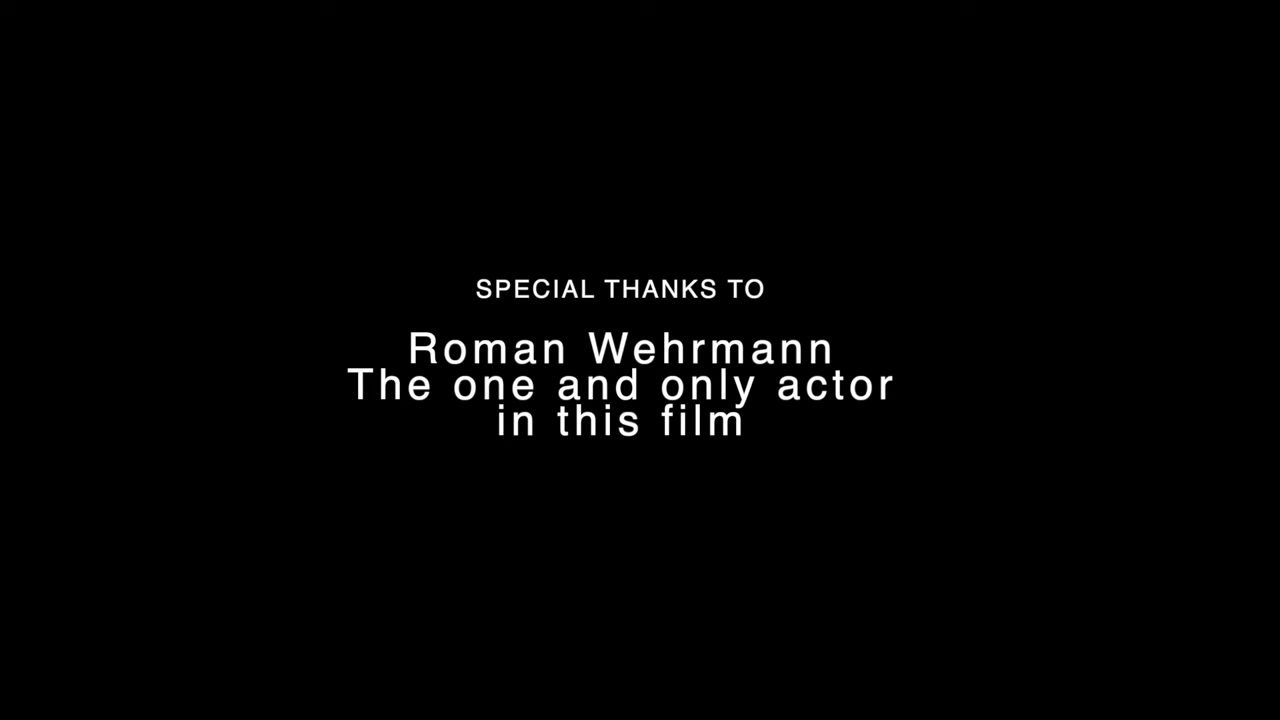 SPECIAL THANKS TO
Roman Wehrmann
The one and only actor
in this film